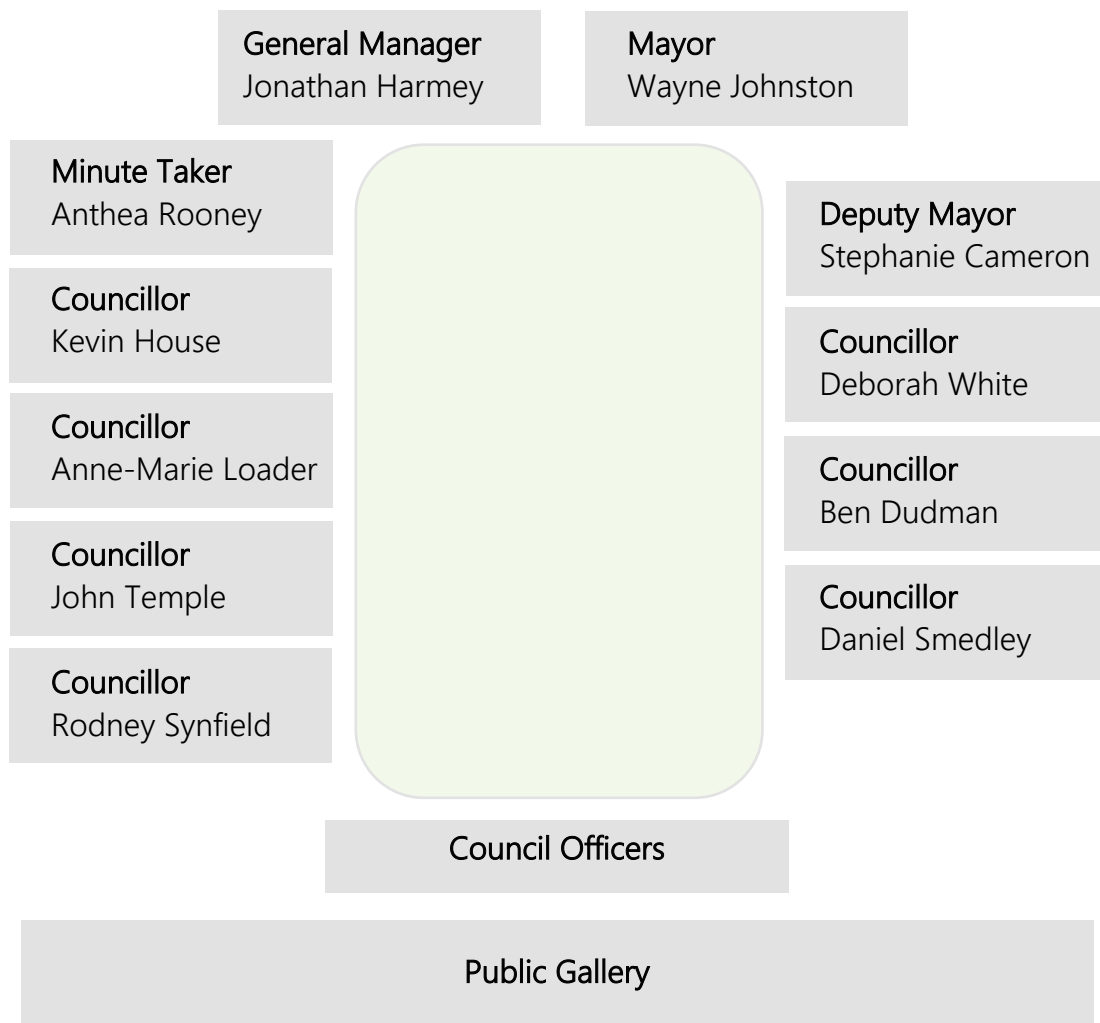 General Manager
Jonathan Harmey
Mayor
Wayne Johnston
Minute Taker
Anthea Rooney
Councillor
Kevin House
Councillor
Anne-Marie Loader
Councillor
John Temple
Councillor
Rodney Synfield
Deputy Mayor
Stephanie Cameron
Councillor
Deborah White
Councillor
Ben Dudman
Councillor
Daniel Smedley
Council Officers
Public Gallery